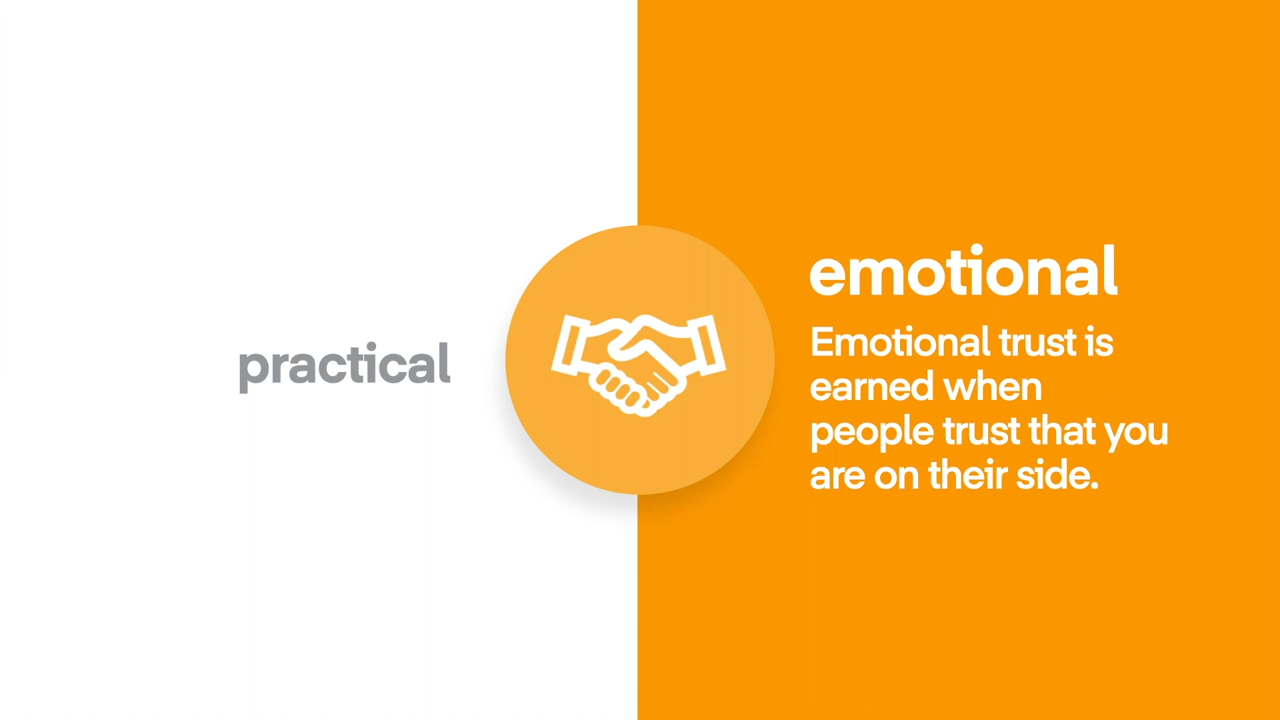 practical
emotional
Emotional trust is
earned when
people trust that you
are on their side.